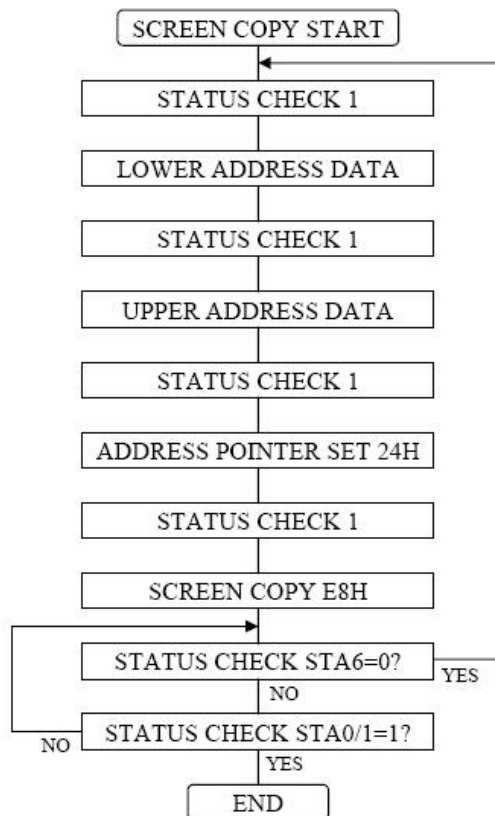 SCREEN COPY START
STATUS CHECK 1
LOWER ADDRESS DATA
STATUS CHECK 1
UPPER ADDRESS DATA
STATUS CHECK 1
ADDRESS POINTER SET 24H
STATUS CHECK 1
SCREEN COPY E8H
STATUS CHECK STA6=0?
YES
NO
STATUS CHECK STA0/1=1?
NO
YES
END